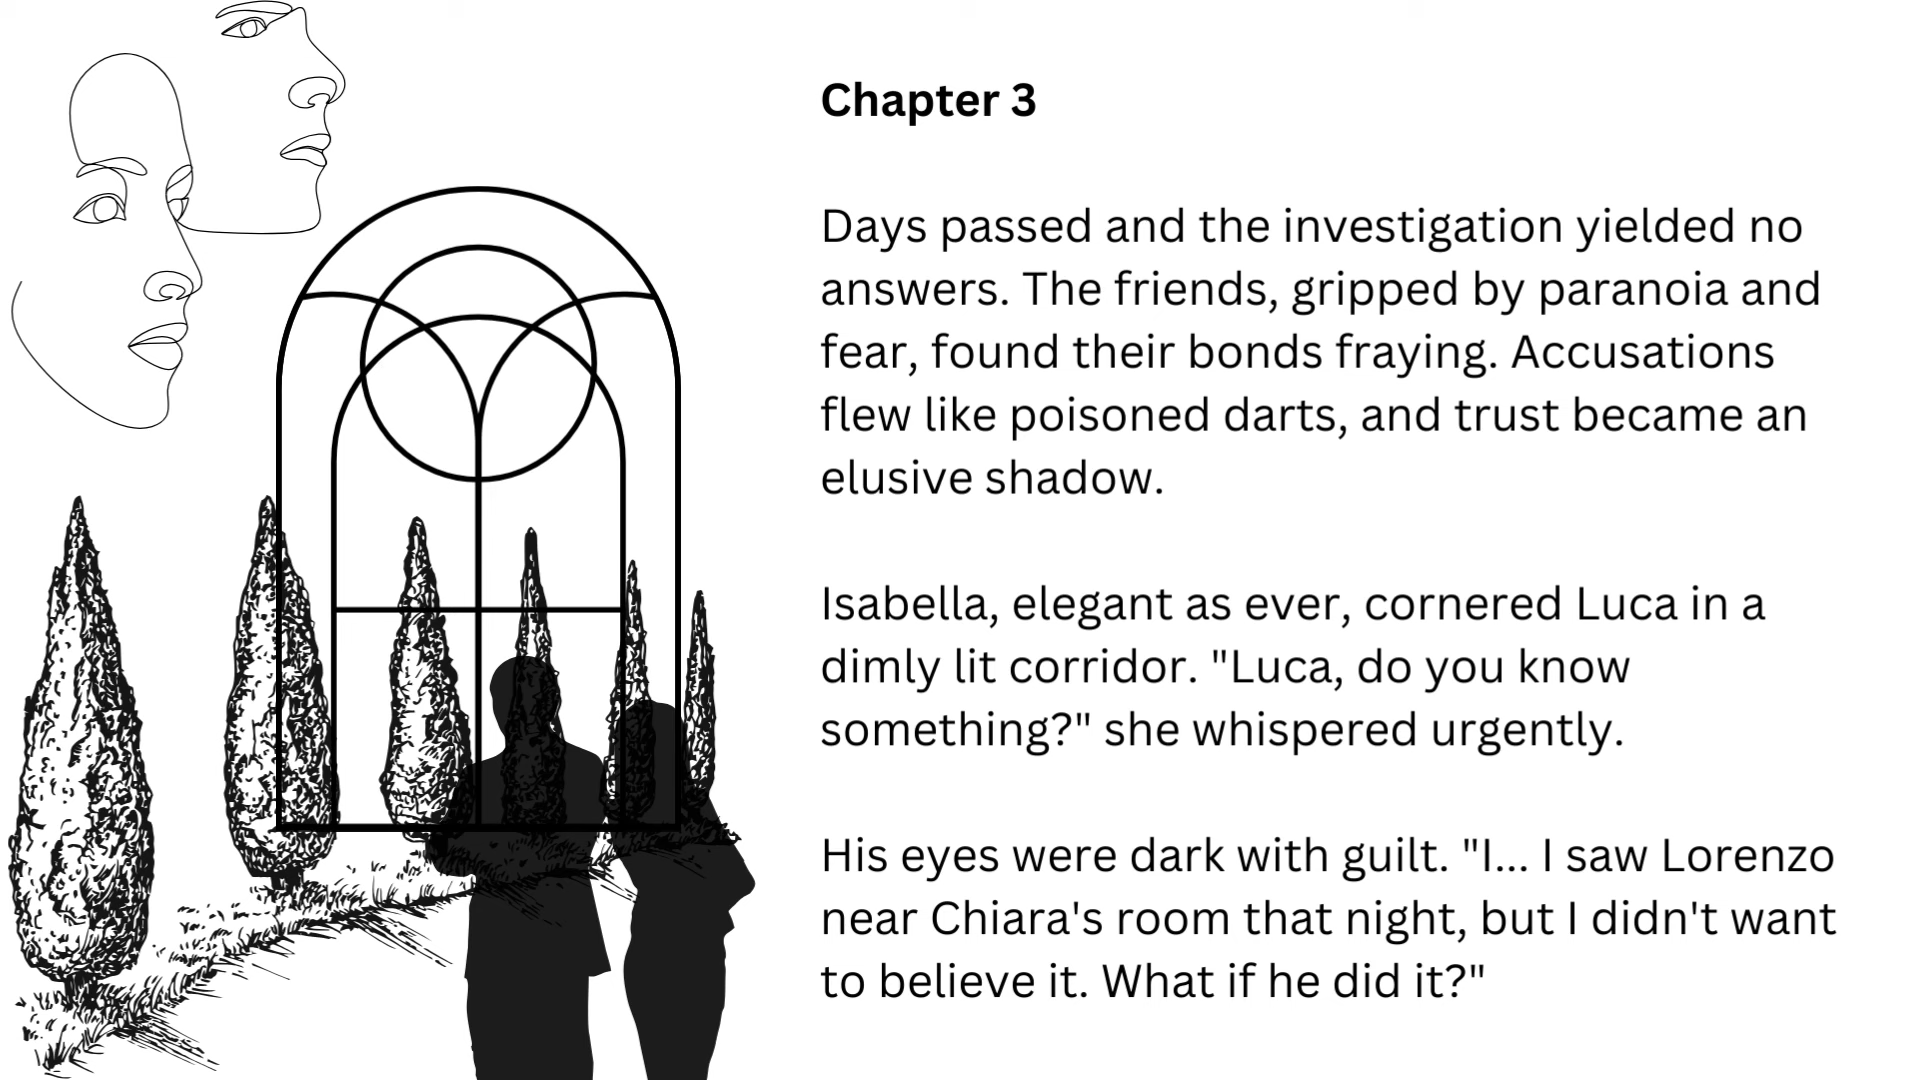 Chapter 3
Days passed and the investigation yielded no
answers. The friends, gripped by paranoia and
fear, found their bonds fraying. Accusations
flew like poisoned darts, and trust became an
elusive shadow.
Isabella, elegant as ever, cornered Luca in a
dimly lit corridor. "Luca, do you know
something?" she whispered urgently.
His eyes were dark with guilt. "I... I saw Lorenzo
near Chiara's room that night, but I didn't want
to believe it. What if he did it?"